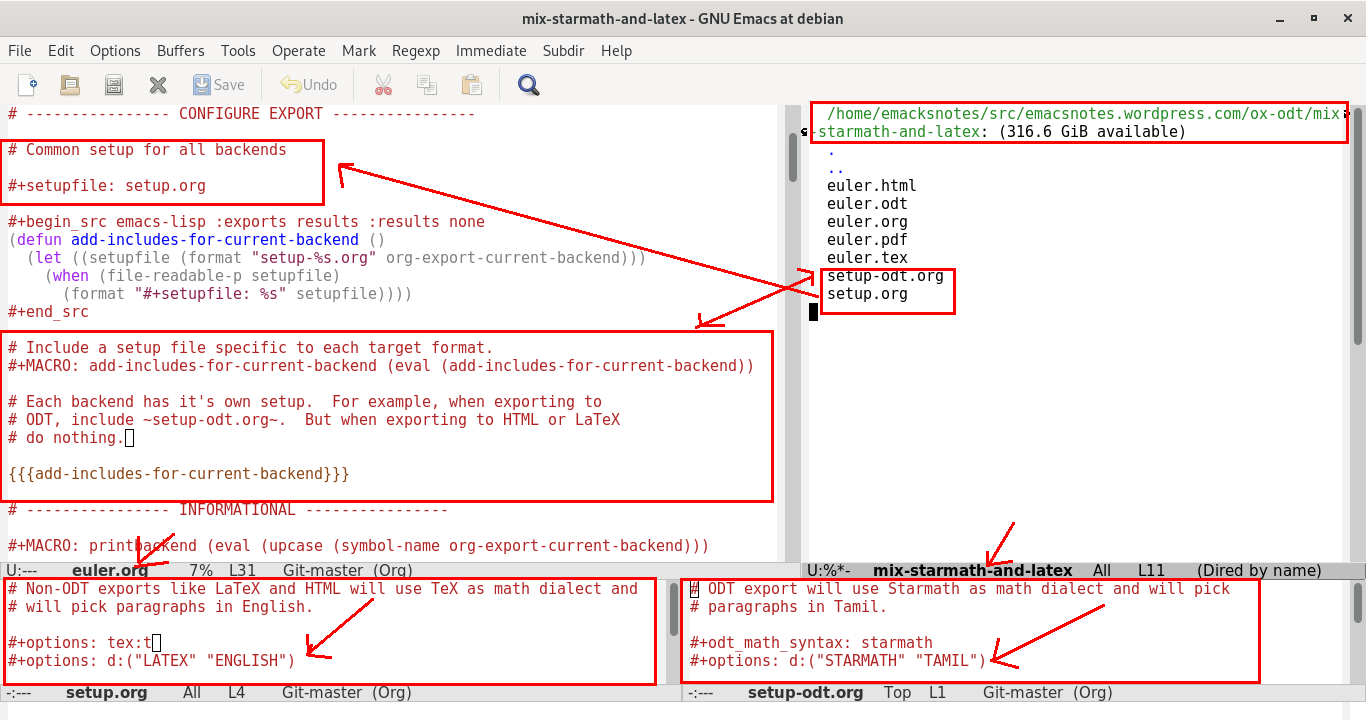 mix-starmath-and-latex - GNU Emacs at debian
File Edit Options Buffers Tools Operate Mark Regexp Immediate Subdir Help
Save Undo
# --------------- CONFIGURE EXPORT ----------------
# Common setup for all backends
#+setupfile: setup.org
#+begin_src emacs-lisp :exports results :results none
(defun add-includes-for-current-backend ()
(let ((setupfile (format "setup-%s.org" org-export-current-backend)))
(when (file-readable-p setupfile)
(format "#+setupfile: %s" setupfile))))
#+end_src
# Include a setup file specific to each target format.
#+MACRO: add-includes-for-current-backend (eval (add-includes-for-current-backend))
# Each backend has it's own setup.  For example, when exporting to
# ODT, include ~setup-odt.org~.  But when exporting to HTML or LaTeX
# do nothing.
{{{add-includes-for-current-backend}}}
# --------------- INFORMATIONAL ----------------
#+MACRO: printbackend (eval (upcase (symbol-name org-export-current-backend)))
U:--- euler.org 7% L31 Git-master (Org)
/home/emacksnotes/src/emacsnotes.wordpress.com/ox-odt/mix
-starmath-and-latex: (316.6 GiB available)
.
..
euler.html
euler.odt
euler.org
euler.pdf
euler.tex
setup-odt.org
setup.org
U:%*- mix-starmath-and-latex All L11 (Dired by name)
# Non-ODT exports like LaTeX and HTML will use TeX as math dialect and
# will pick paragraphs in English.
#+options: tex:t
#+options: d:("LATEX" "ENGLISH")
-:--- setup.org All L4 Git-master (Org)
# ODT export will use Starmath as math dialect and will pick
# paragraphs in Tamil.
#+odt_math_syntax: starmath
#+options: d:("STARMATH" "TAMIL")
-:--- setup-odt.org Top L1 Git-master (Org)